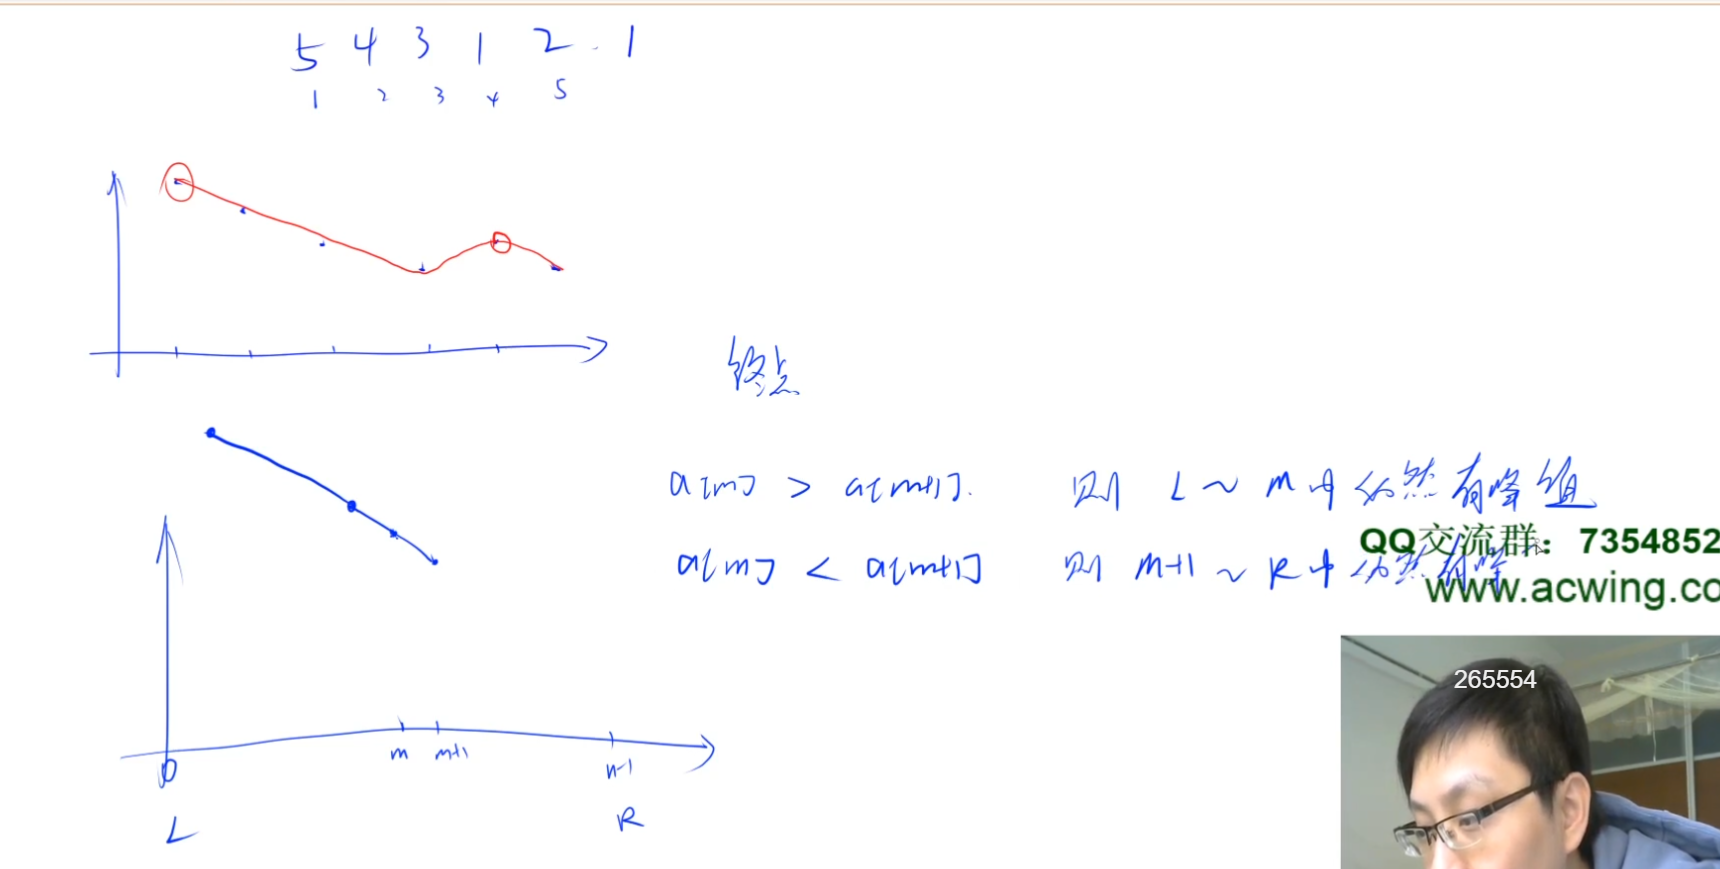 5 4 3 1 2 . 1
1 2 3 4 5
终点
a[m] > a[m+1]. 则 L ~ m 中仍然有峰值
QQ交流群：7354852
a[m] < a[m+1] 则 m+1 ~ R 中仍然有峰
www.acwing.co
265554
m m+1 n-1
0
L R